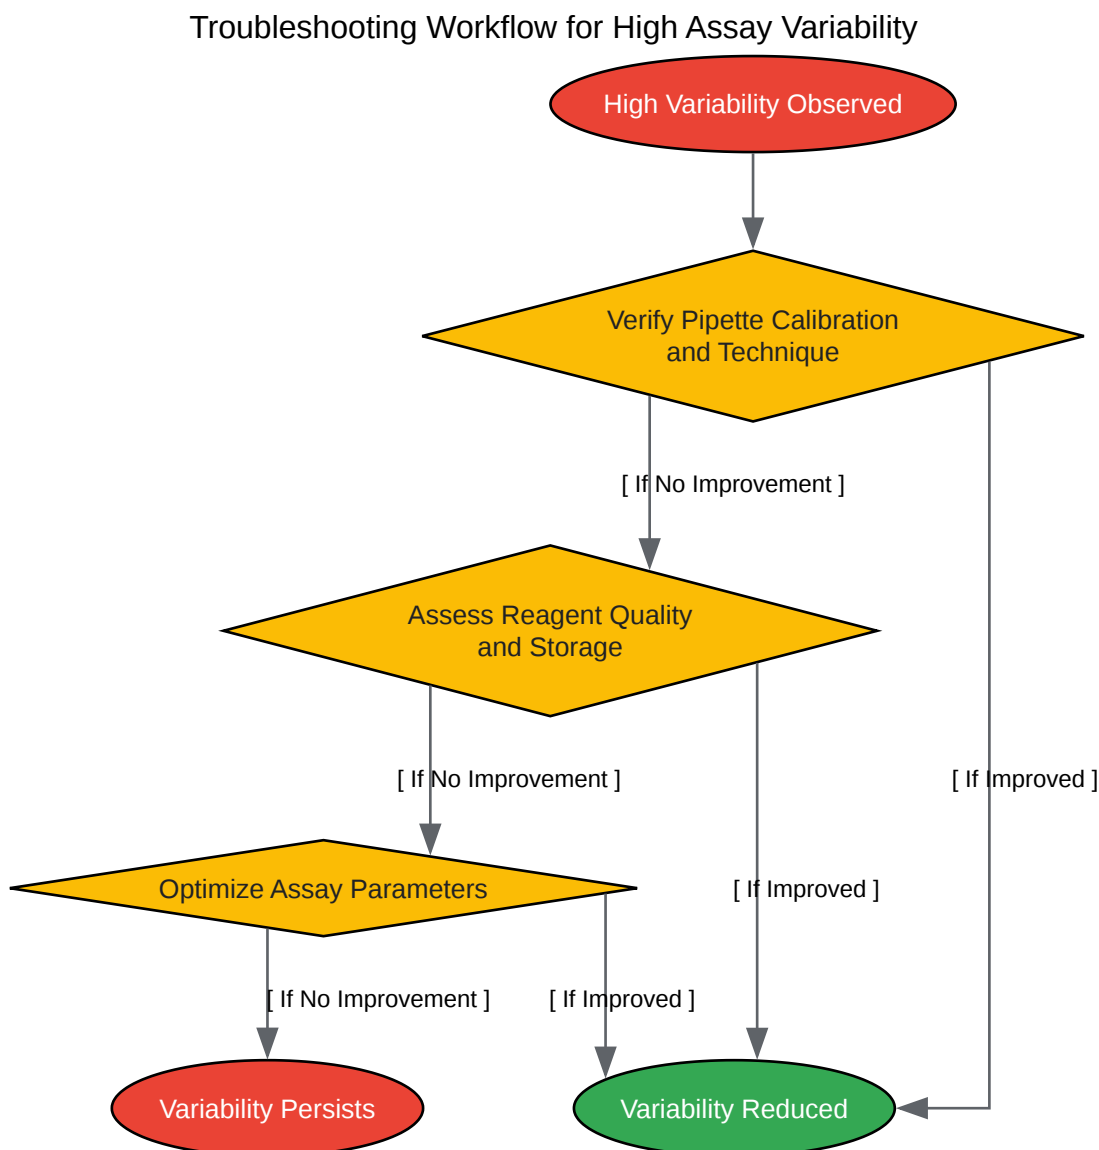 Troubleshooting Workflow for High Assay Variability
High Variability Observed
Verify Pipette Calibration
and Technique
[ If No Improvement ]
Assess Reagent Quality
and Storage
[ If No Improvement ]
[ If Improved ]
Optimize Assay Parameters
[ If Improved ]
[ If No Improvement ]
[ If Improved ]
Variability Persists
Variability Reduced